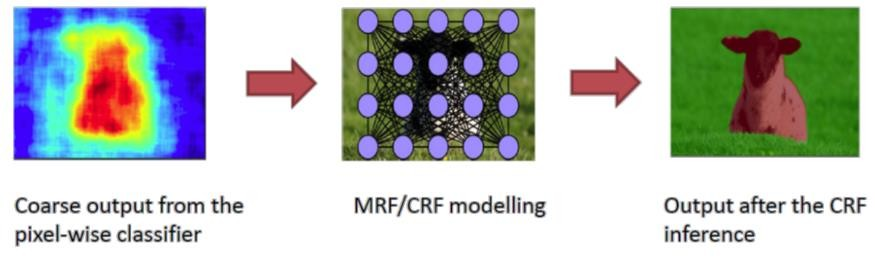 Coarse output from the
pixel-wise classifier
MRF/CRF modelling
Output after the CRF
inference